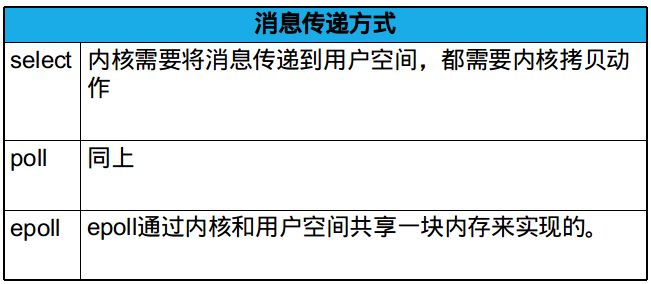 消息传递方式
select 内核需要将消息传递到用户空间，都需要内核拷贝动
作
poll 同上
epoll epoll通过内核和用户空间共享一块内存来实现的。